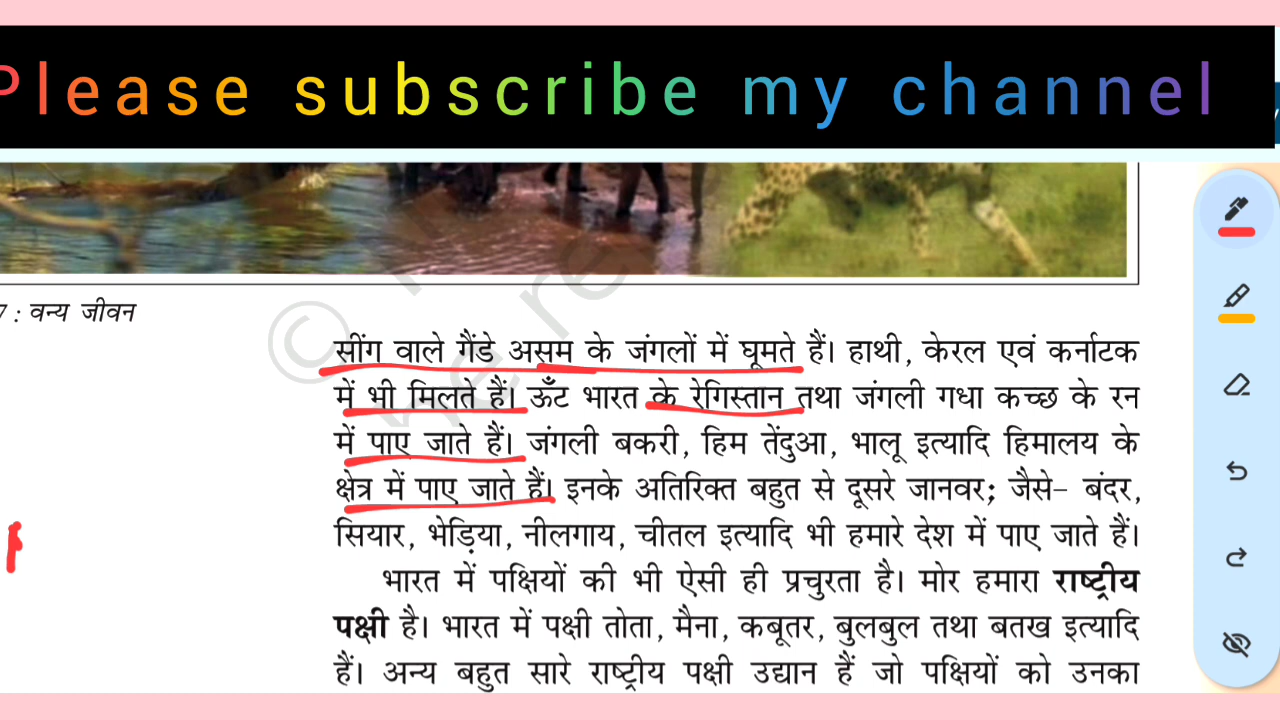 Please subscribe my channel
7 : वन्य जीवन
सींग वाले गैंडे असम के जंगलों में घूमते हैं। हाथी, केरल एवं कर्नाटक
में भी मिलते हैं। ऊँट भारत के रेगिस्तान तथा जंगली गधा कच्छ के रन
में पाए जाते हैं। जंगली बकरी, हिम तेंदुआ, भालू इत्यादि हिमालय के
क्षेत्र में पाए जाते हैं। इनके अतिरिक्त बहुत से दूसरे जानवर; जैसे– बंदर,
सियार, भेड़िया, नीलगाय, चीतल इत्यादि भी हमारे देश में पाए जाते हैं।
भारत में पक्षियों की भी ऐसी ही प्रचुरता है। मोर हमारा राष्ट्रीय
पक्षी है। भारत में पक्षी तोता, मैना, कबूतर, बुलबुल तथा बतख इत्यादि
हैं। अन्य बहुत सारे राष्ट्रीय पक्षी उद्यान हैं जो पक्षियों को उनका